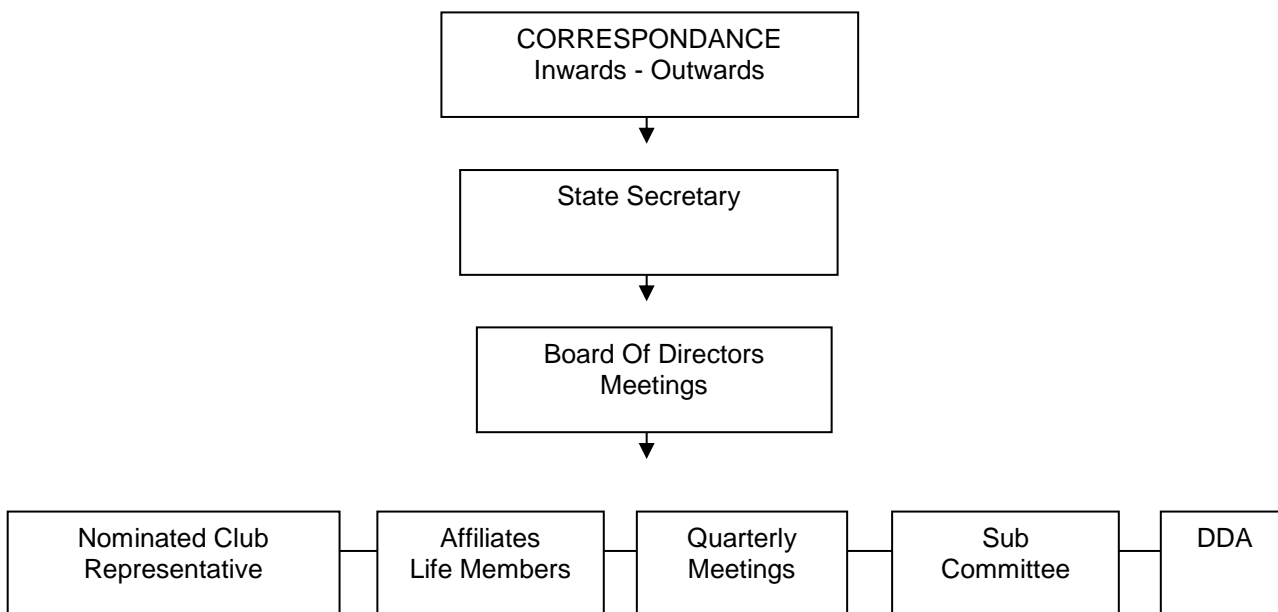 CORRESPONDANCE
Inwards - Outwards
State Secretary
Board Of Directors
Meetings
Nominated Club
Representative
Affiliates
Life Members
Quarterly
Meetings
Sub
Committee
DDA